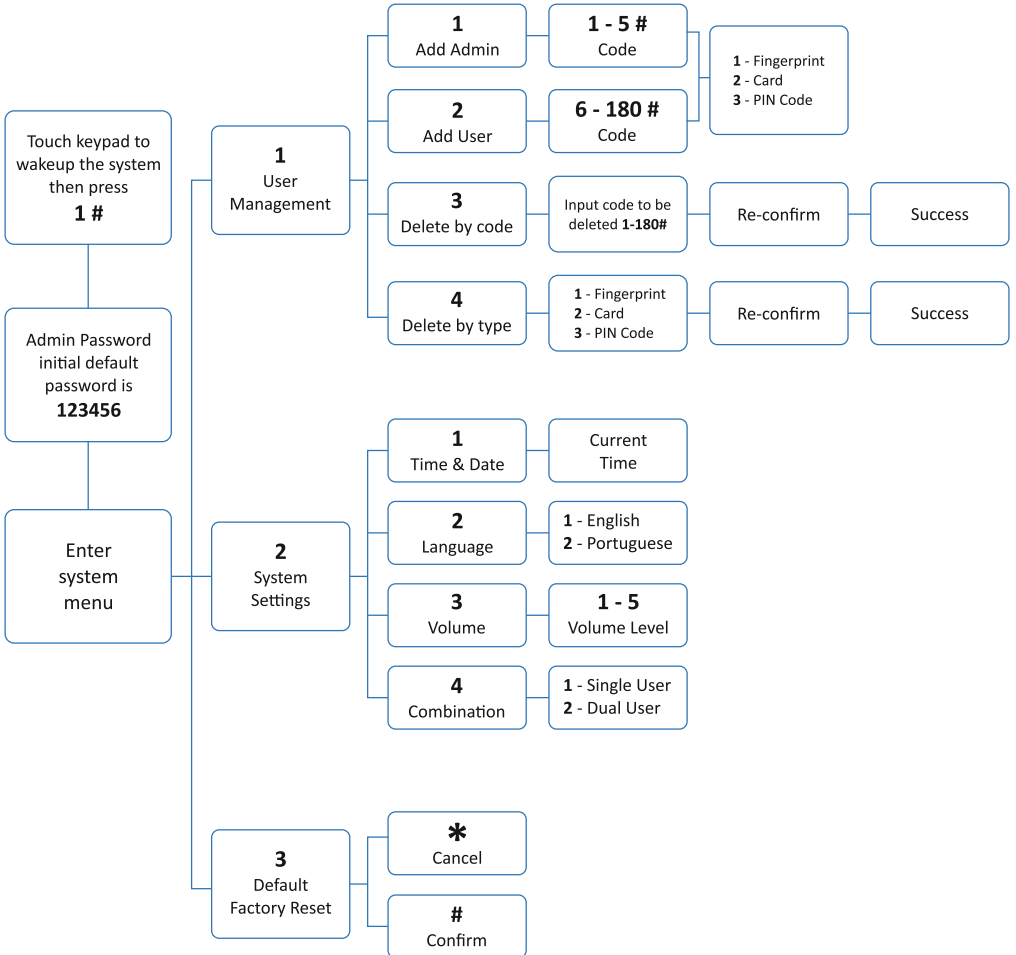 Touch keypad to
wakeup the system
then press
1 #
Admin Password
initial default
password is
123456
Enter
system
menu
1
User
Management
1
Add Admin
1 - 5 #
Code
2
Add User
6 - 180 #
Code
1 - Fingerprint
2 - Card
3 - PIN Code
3
Delete by code
Input code to be
deleted 1-180#
Re-confirm
Success
4
Delete by type
1 - Fingerprint
2 - Card
3 - PIN Code
Re-confirm
Success
2
System
Settings
1
Time & Date
Current
Time
2
Language
1 - English
2 - Portuguese
3
Volume
1 - 5
Volume Level
4
Combination
1 - Single User
2 - Dual User
3
Default
Factory Reset
*
Cancel
#
Confirm